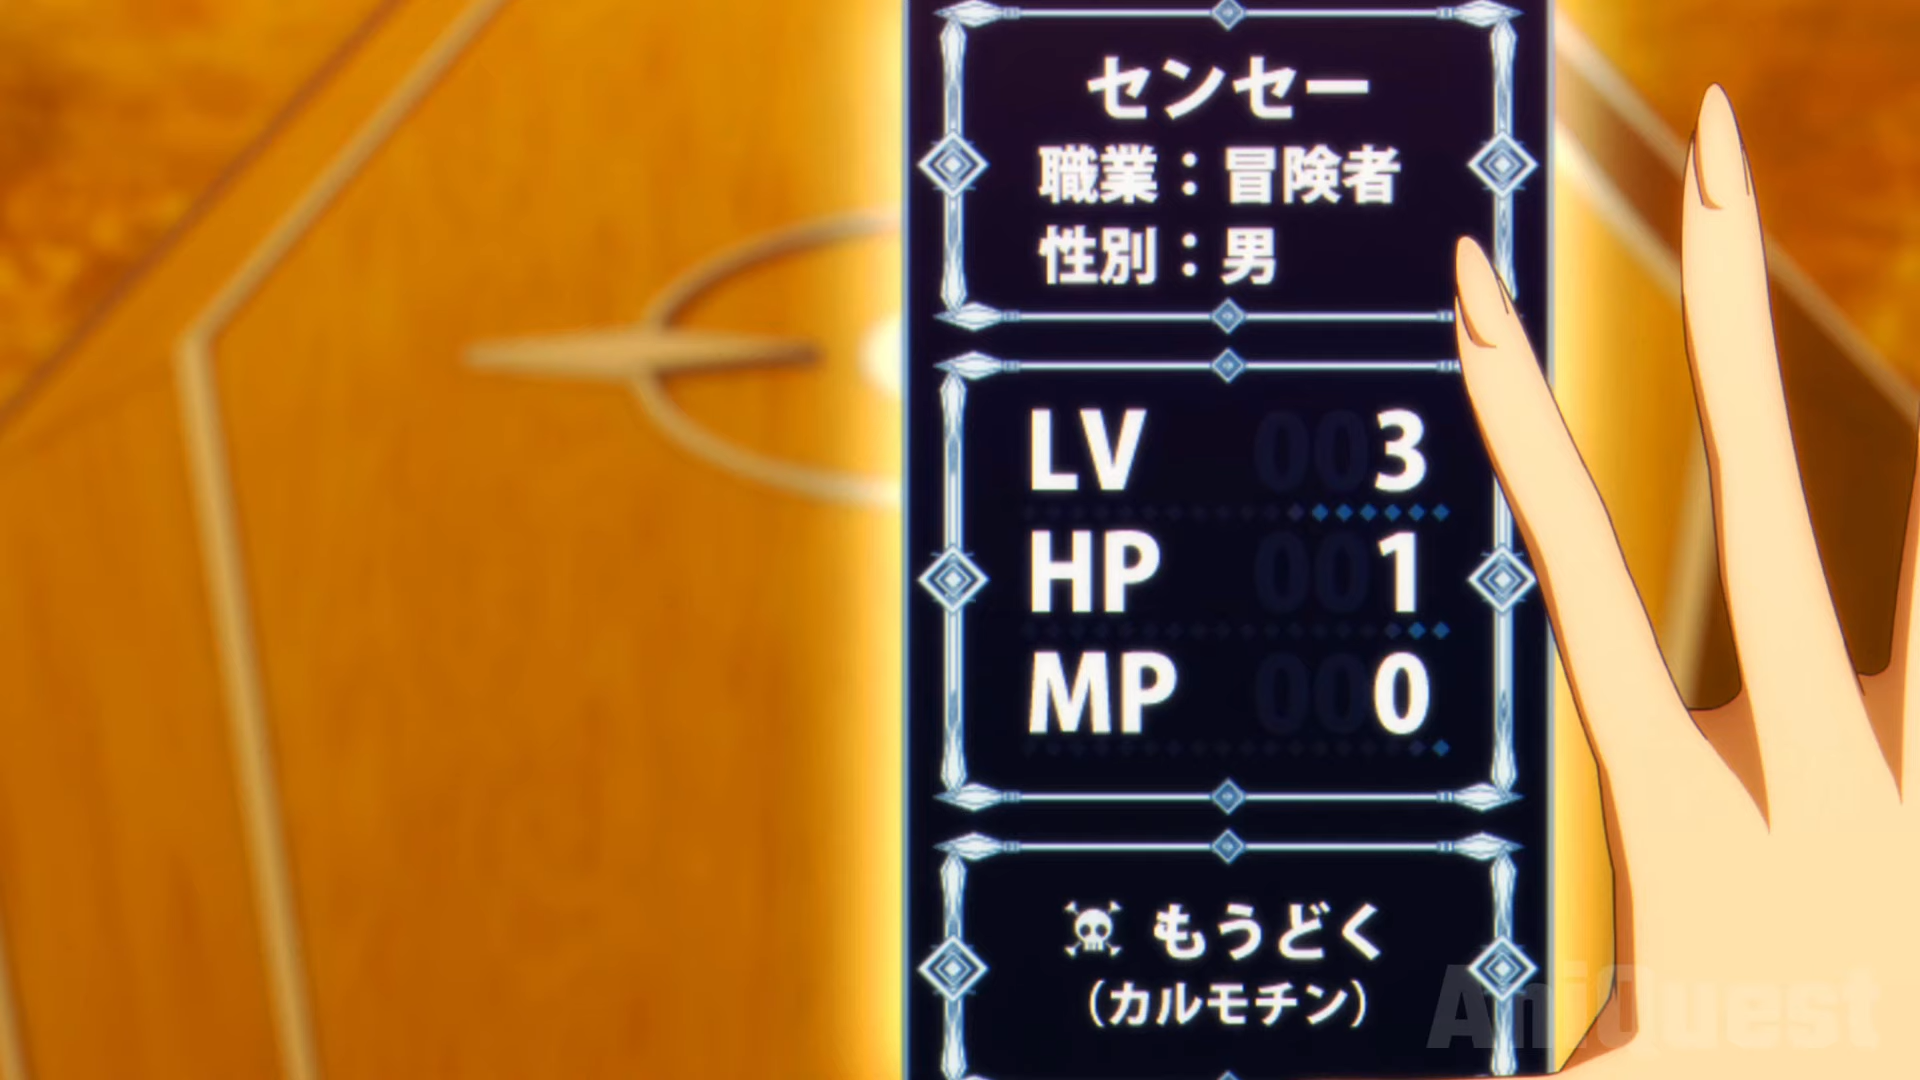 センセー
職業：冒険者
性別：男
LV 003
HP 001
MP 000
もうどく
（カルモチン）
AniQuest